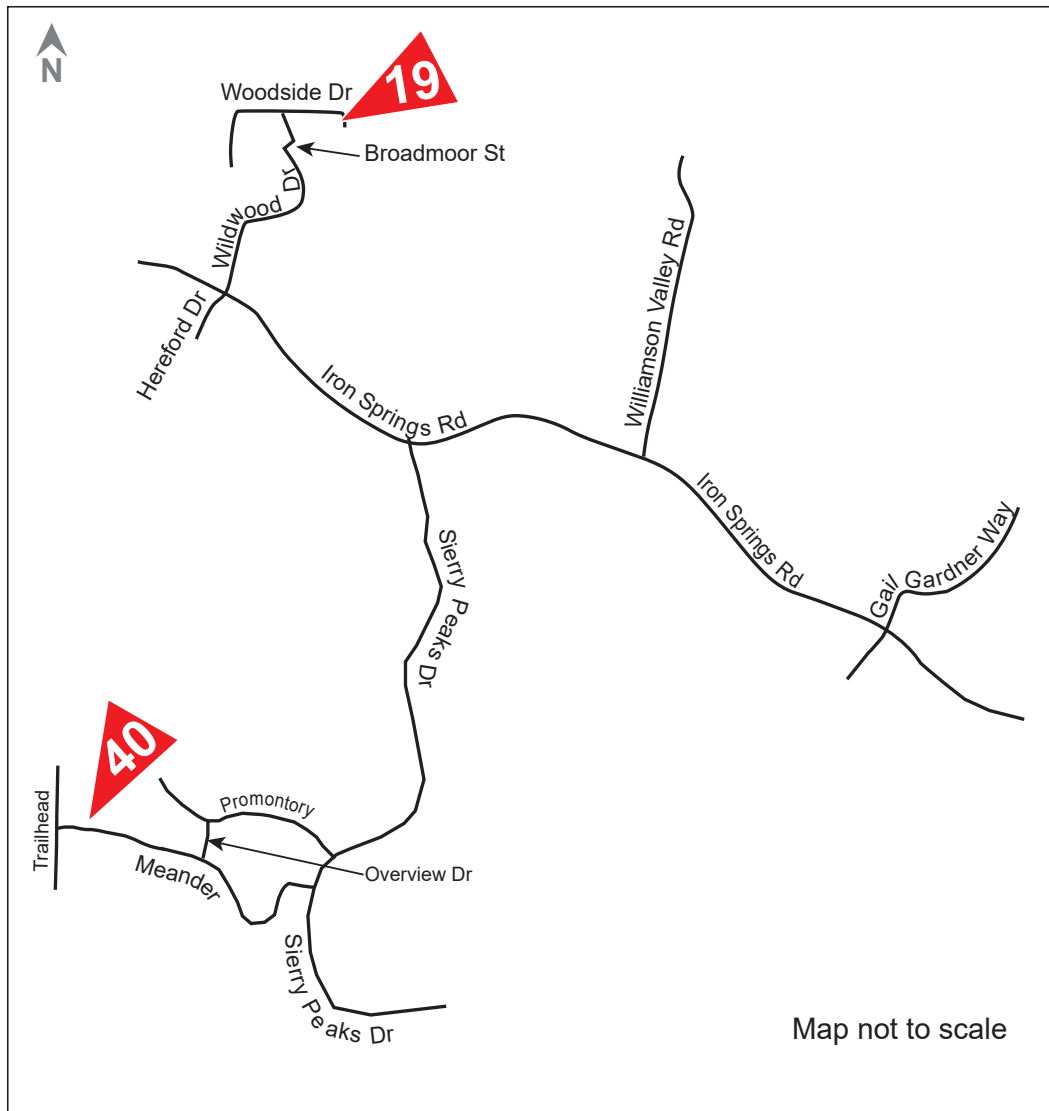 N
Woodside Dr
19
Broadmoor St
Wildwood Dr
Hereford Dr
Williamson Valley Rd
Iron Springs Rd
Iron Springs Rd
Gail Gardner Way
Sierry Peaks Dr
40
Promontory
Trailhead
Meander
Overview Dr
Sierry Peaks Dr
Map not to scale